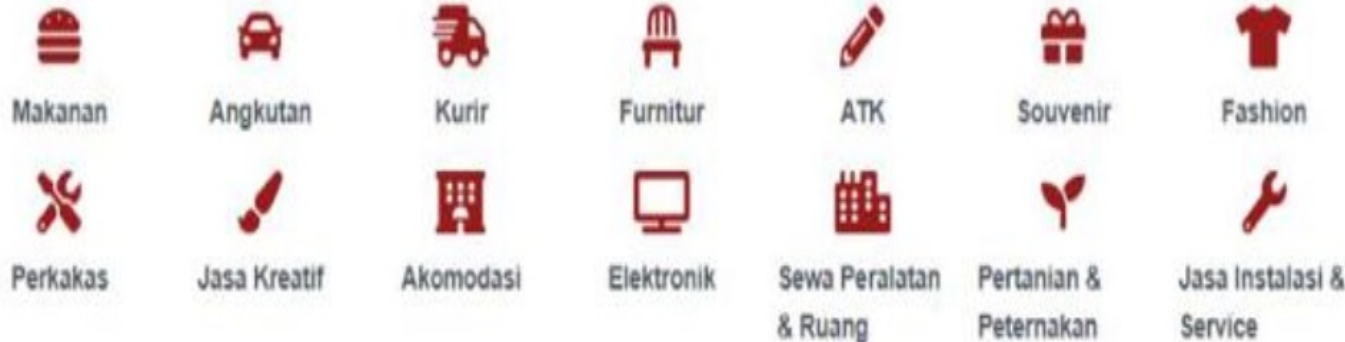 Makanan
Angkutan
Kurir
Furnitur
ATK
Souvenir
Fashion
Perkakas
Jasa Kreatif
Akomodasi
Elektronik
Sewa Peralatan
& Ruang
Pertanian &
Peternakan
Jasa Instalasi &
Service